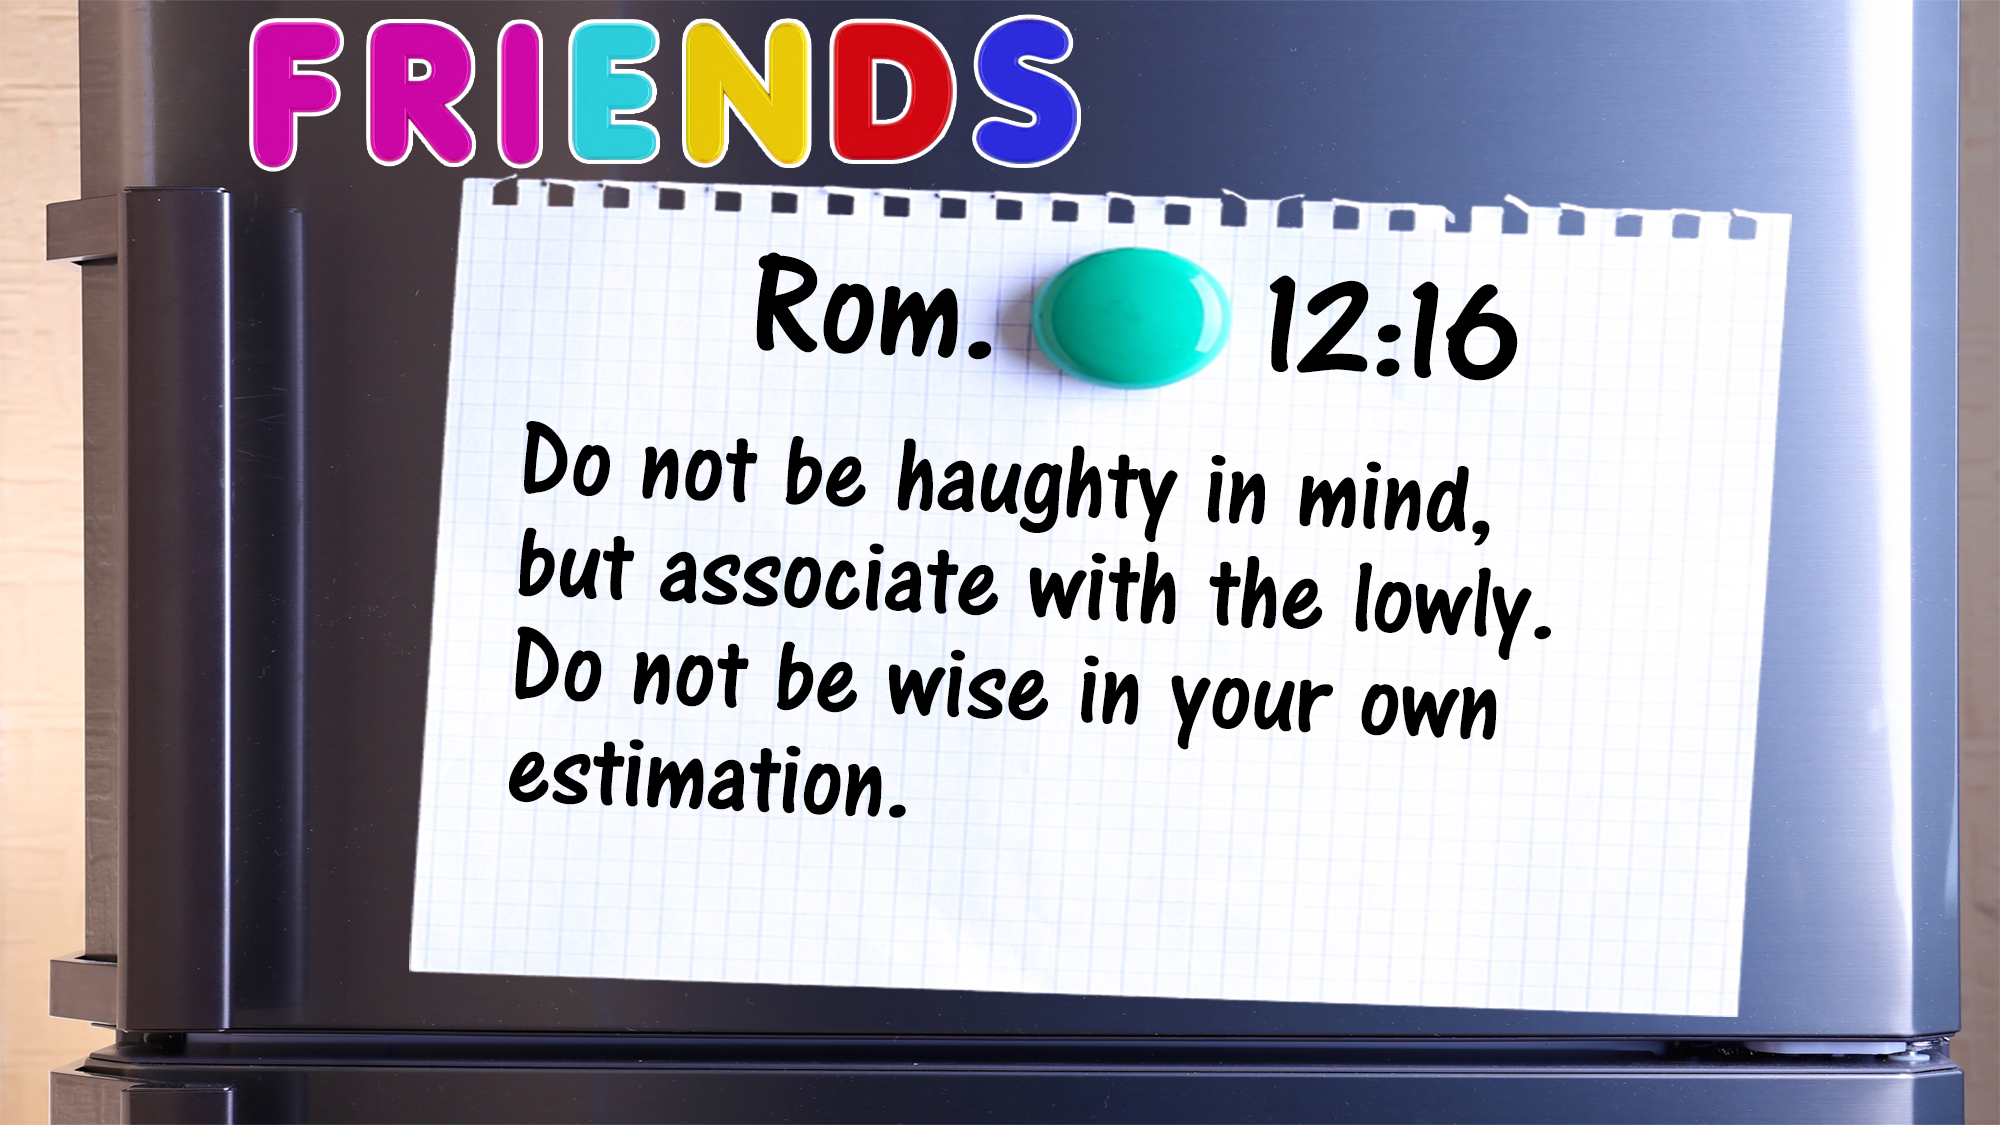 FRIENDS
Rom. 12:16
Do not be haughty in mind,
but associate with the lowly.
Do not be wise in your own
estimation.